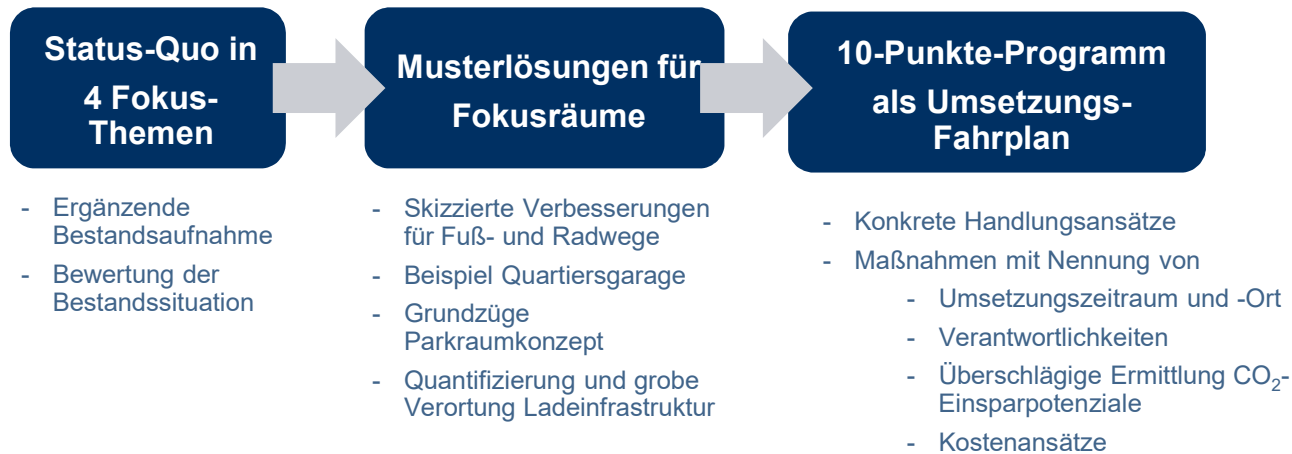 Status-Quo in
4 Fokus-
Themen
- Ergänzende
Bestandsaufnahme
- Bewertung der
Bestandssituation
Musterlösungen für
Fokusräume
- Skizzierte Verbesserungen
für Fuß- und Radwege
- Beispiel Quartiersgarage
- Grundzüge
Parkraumkonzept
- Quantifizierung und grobe
Verortung Ladeinfrastruktur
10-Punkte-Programm
als Umsetzungs-
Fahrplan
- Konkrete Handlungsansätze
- Maßnahmen mit Nennung von
- Umsetzungszeitraum und -Ort
- Verantwortlichkeiten
- Überschlägige Ermittlung CO₂-
Einsparpotenziale
- Kostenansätze